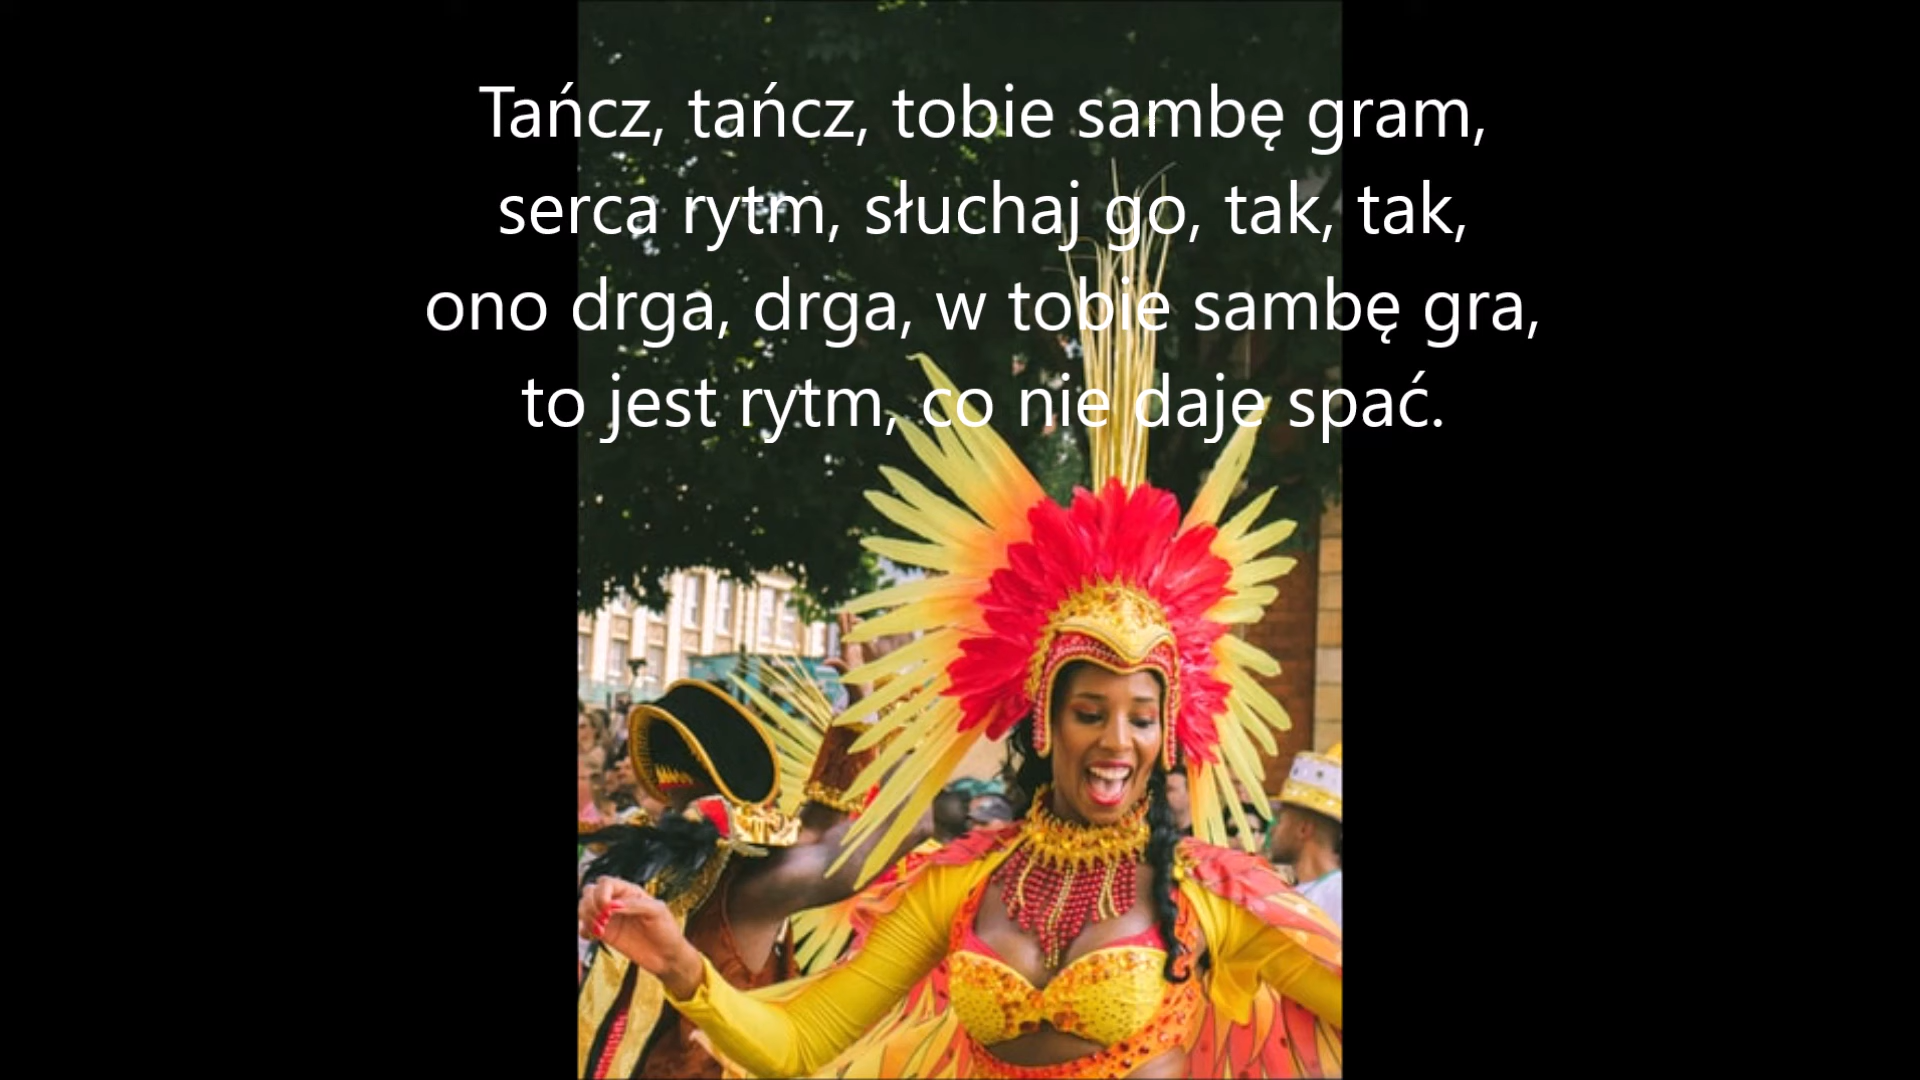 Tańcz, tańcz, tobie sambę gram,
serca rytm, słuchaj go, tak, tak,
ono drga, drga, w tobie sambę gra,
to jest rytm, co nie daje spać.